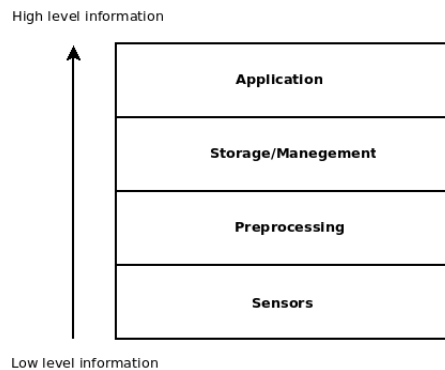 High level information
Application
Storage/Manegement
Preprocessing
Sensors
Low level information